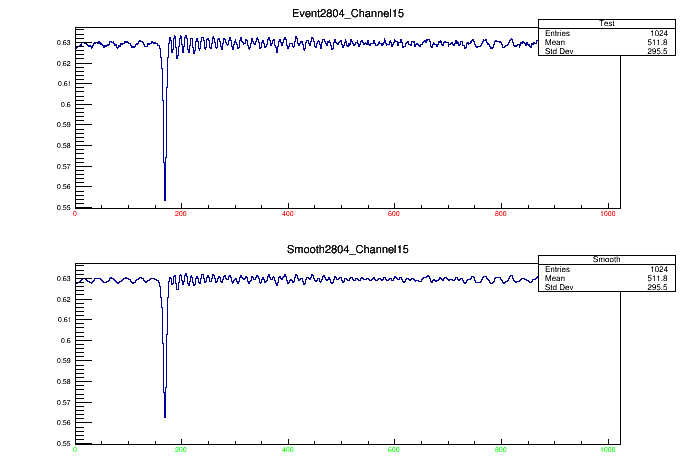 Event2804_Channel15
Test
Entries 1024
Mean 511.8
Std Dev 295.5
0.63
0.62
0.61
0.6
0.59
0.58
0.57
0.56
0.55
0 200 400 600 800 1000
Smooth2804_Channel15
Smooth
Entries 1024
Mean 511.8
Std Dev 295.5
0.63
0.62
0.61
0.6
0.59
0.58
0.57
0.56
0.55
0 200 400 600 800 1000